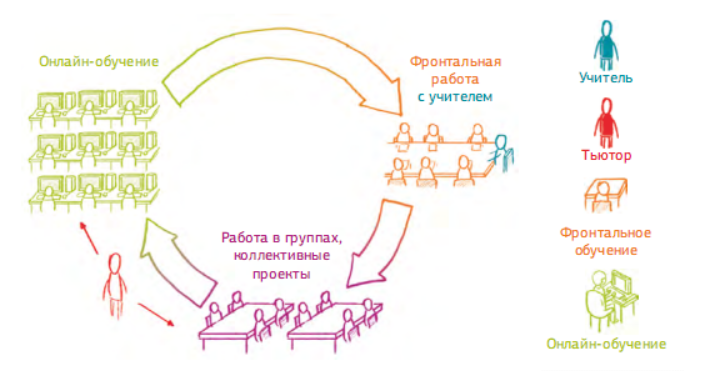 Онлайн-обучение
Фронтальная
работа
с учителем
Работа в группах,
коллективные
проекты
Учитель
Тьютор
Фронтальное
обучение
Онлайн-обучение